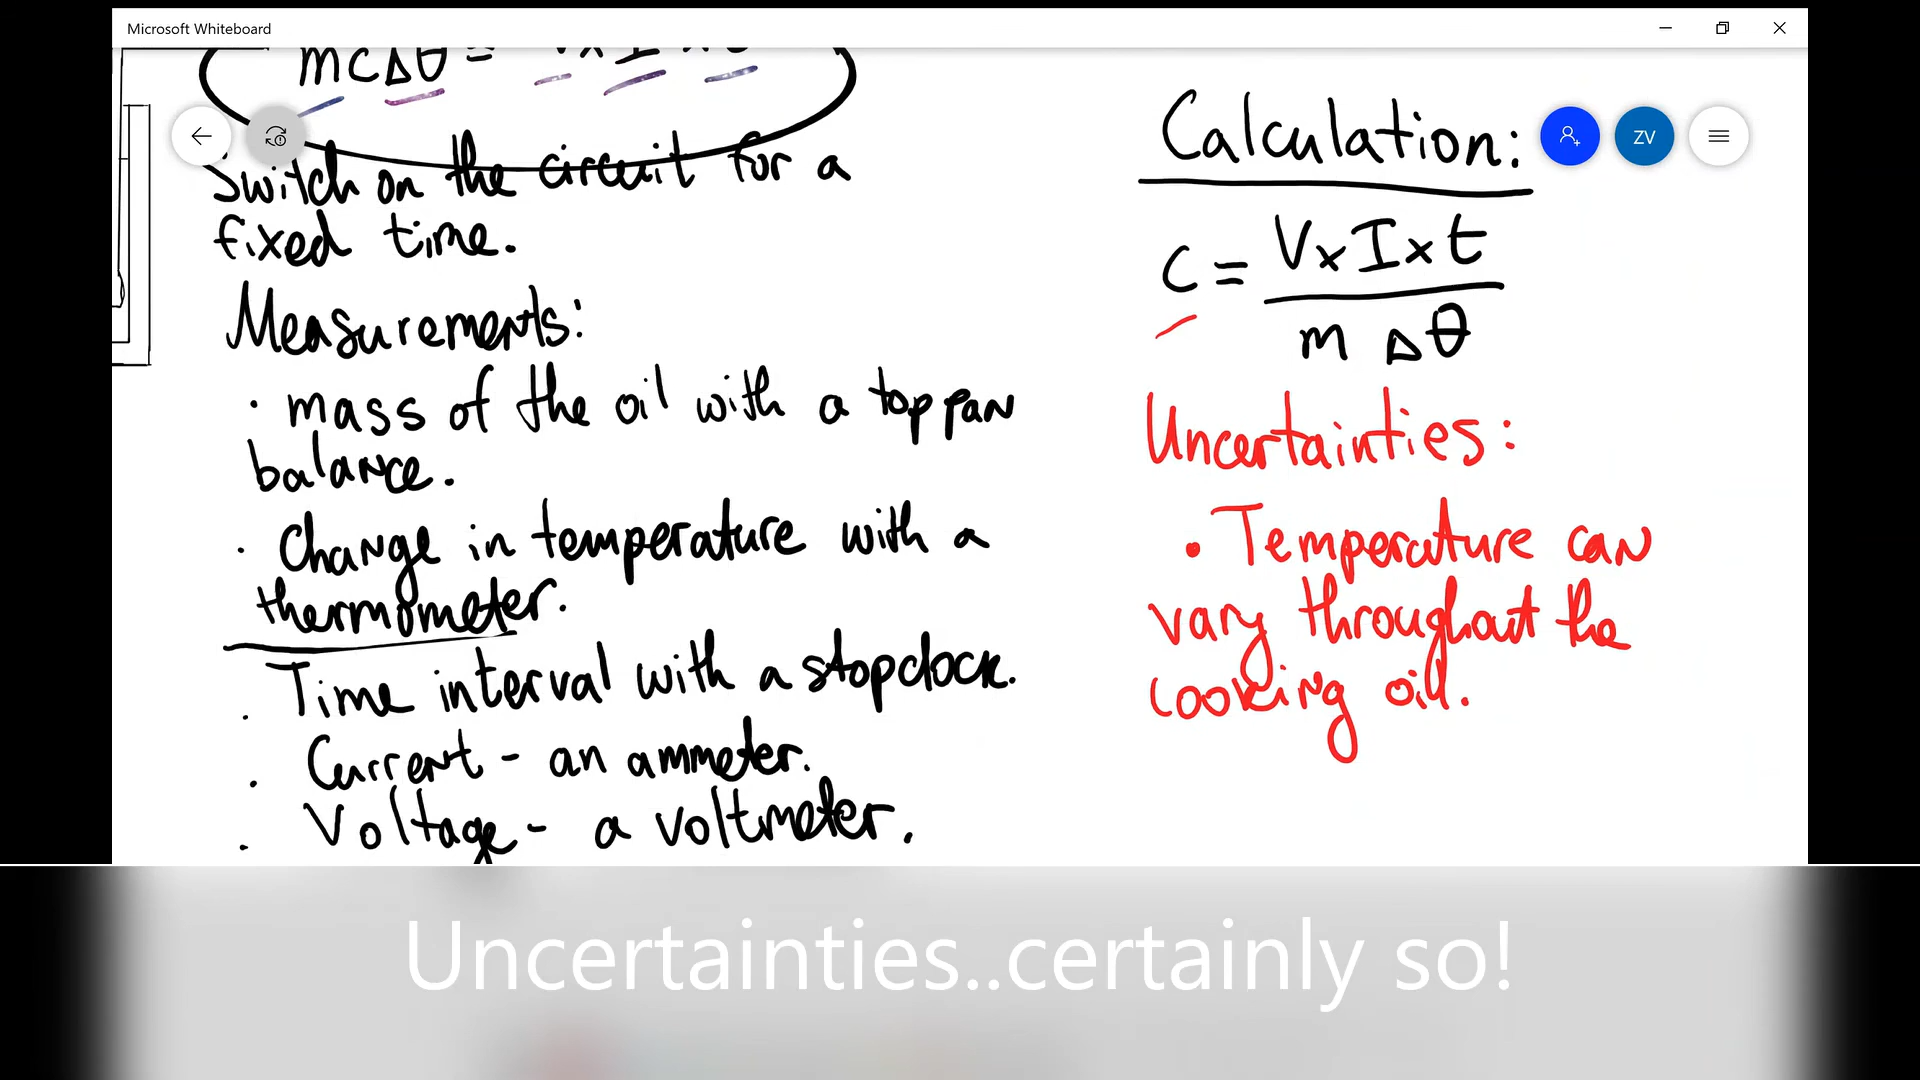 Microsoft Whiteboard
mcΔθ = V x I x t
Switch on the circuit for a
fixed time.
Measurements:
· mass of the oil with a top pan
balance.
· Change in temperature with a
thermometer.
· Time interval with a stopclock.
· Current - an ammeter.
· Voltage - a voltmeter.
Calculation:
c = V x I x t
m Δθ
Uncertainties:
• Temperature can
vary throughout the
cooking oil.
ZV
Uncertainties..certainly so!